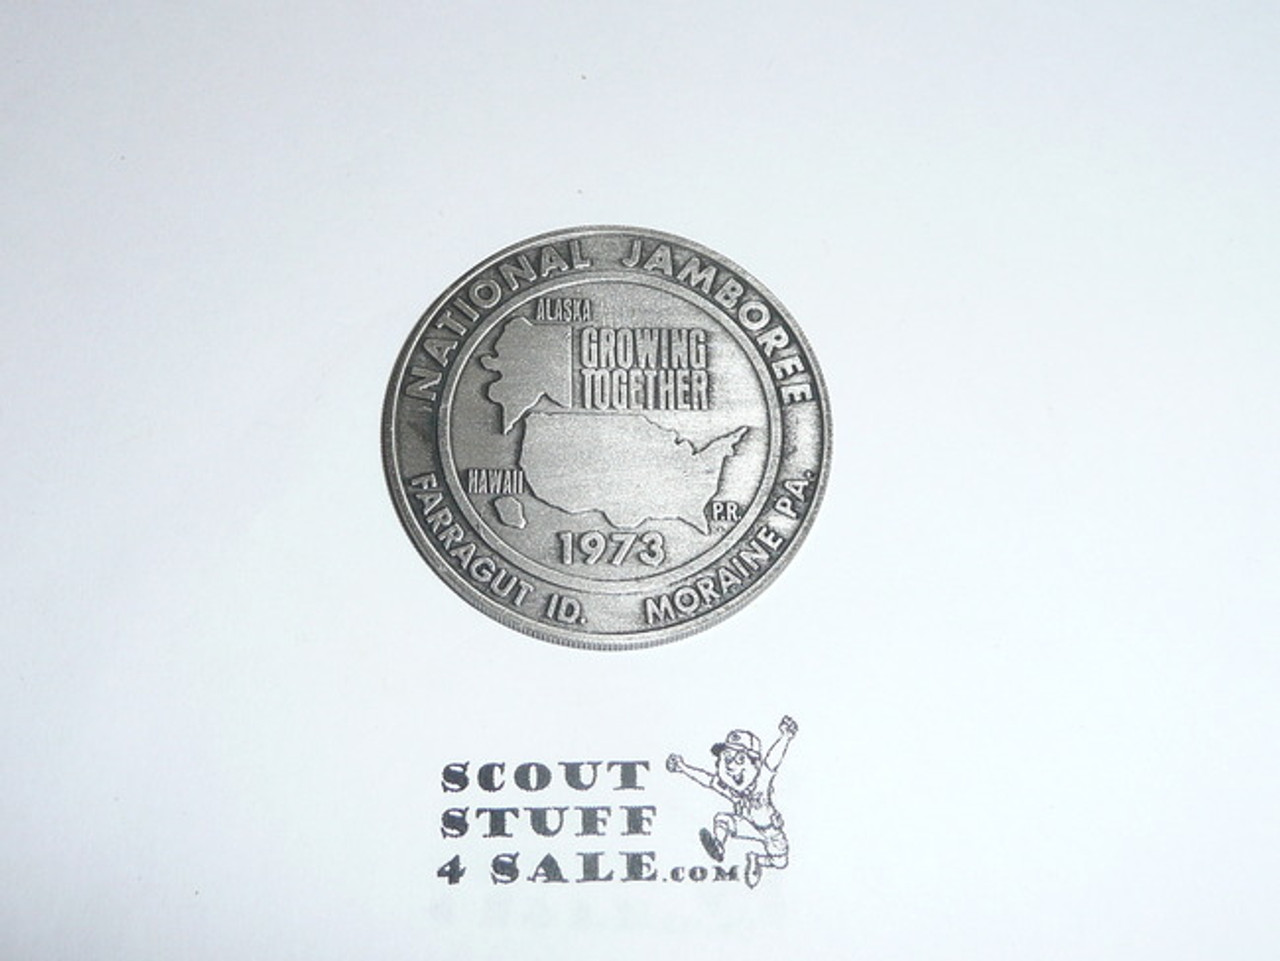 NATIONAL JAMBOREE
ALASKA
GROWING
TOGETHER
HAWAII
P.R.
1973
FARRAGUT ID. MORAINE PA.
SCOUT
STUFF
4 SALE.COM